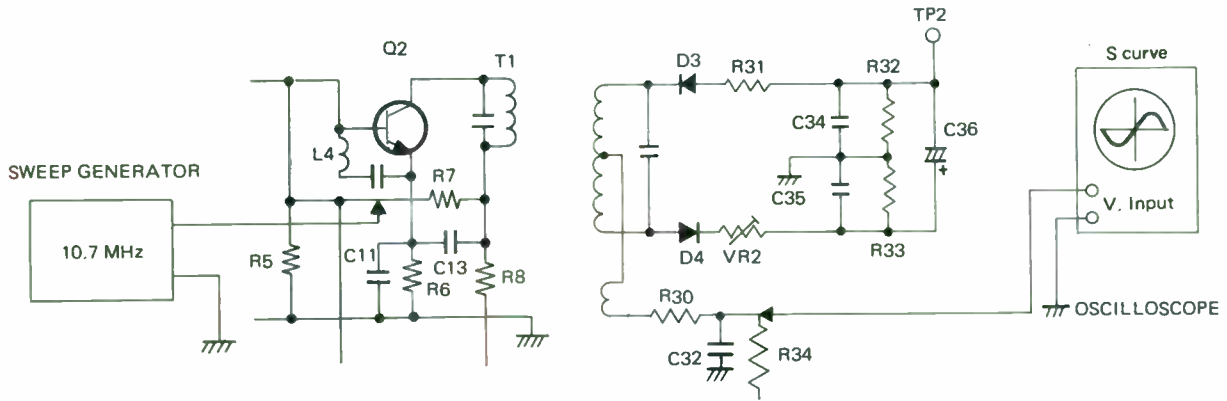 TP2
Q2
S curve
T1
D3
R31
R32
C34
C36
L4
SWEEP GENERATOR
R7
C35
+
V. Input
10.7 MHz
R5
C11
C13
R6
R8
D4
VR2
R33
R30
OSCILLOSCOPE
C32
R34